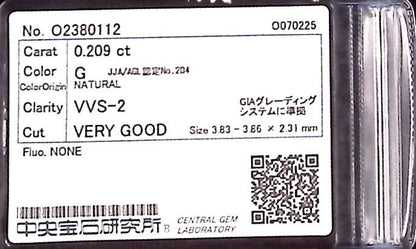 No. O2380112 O070225
Carat 0.209 ct
Color G JJA/AGL認定No.204
ColorOrigin NATURAL
Clarity VVS-2 GIAグレーディング
システムに準拠
Cut VERY GOOD Size 3.83 - 3.86 × 2.31 mm
Fluo. NONE
中央宝石研究所® CENTRAL GEM
LABORATORY